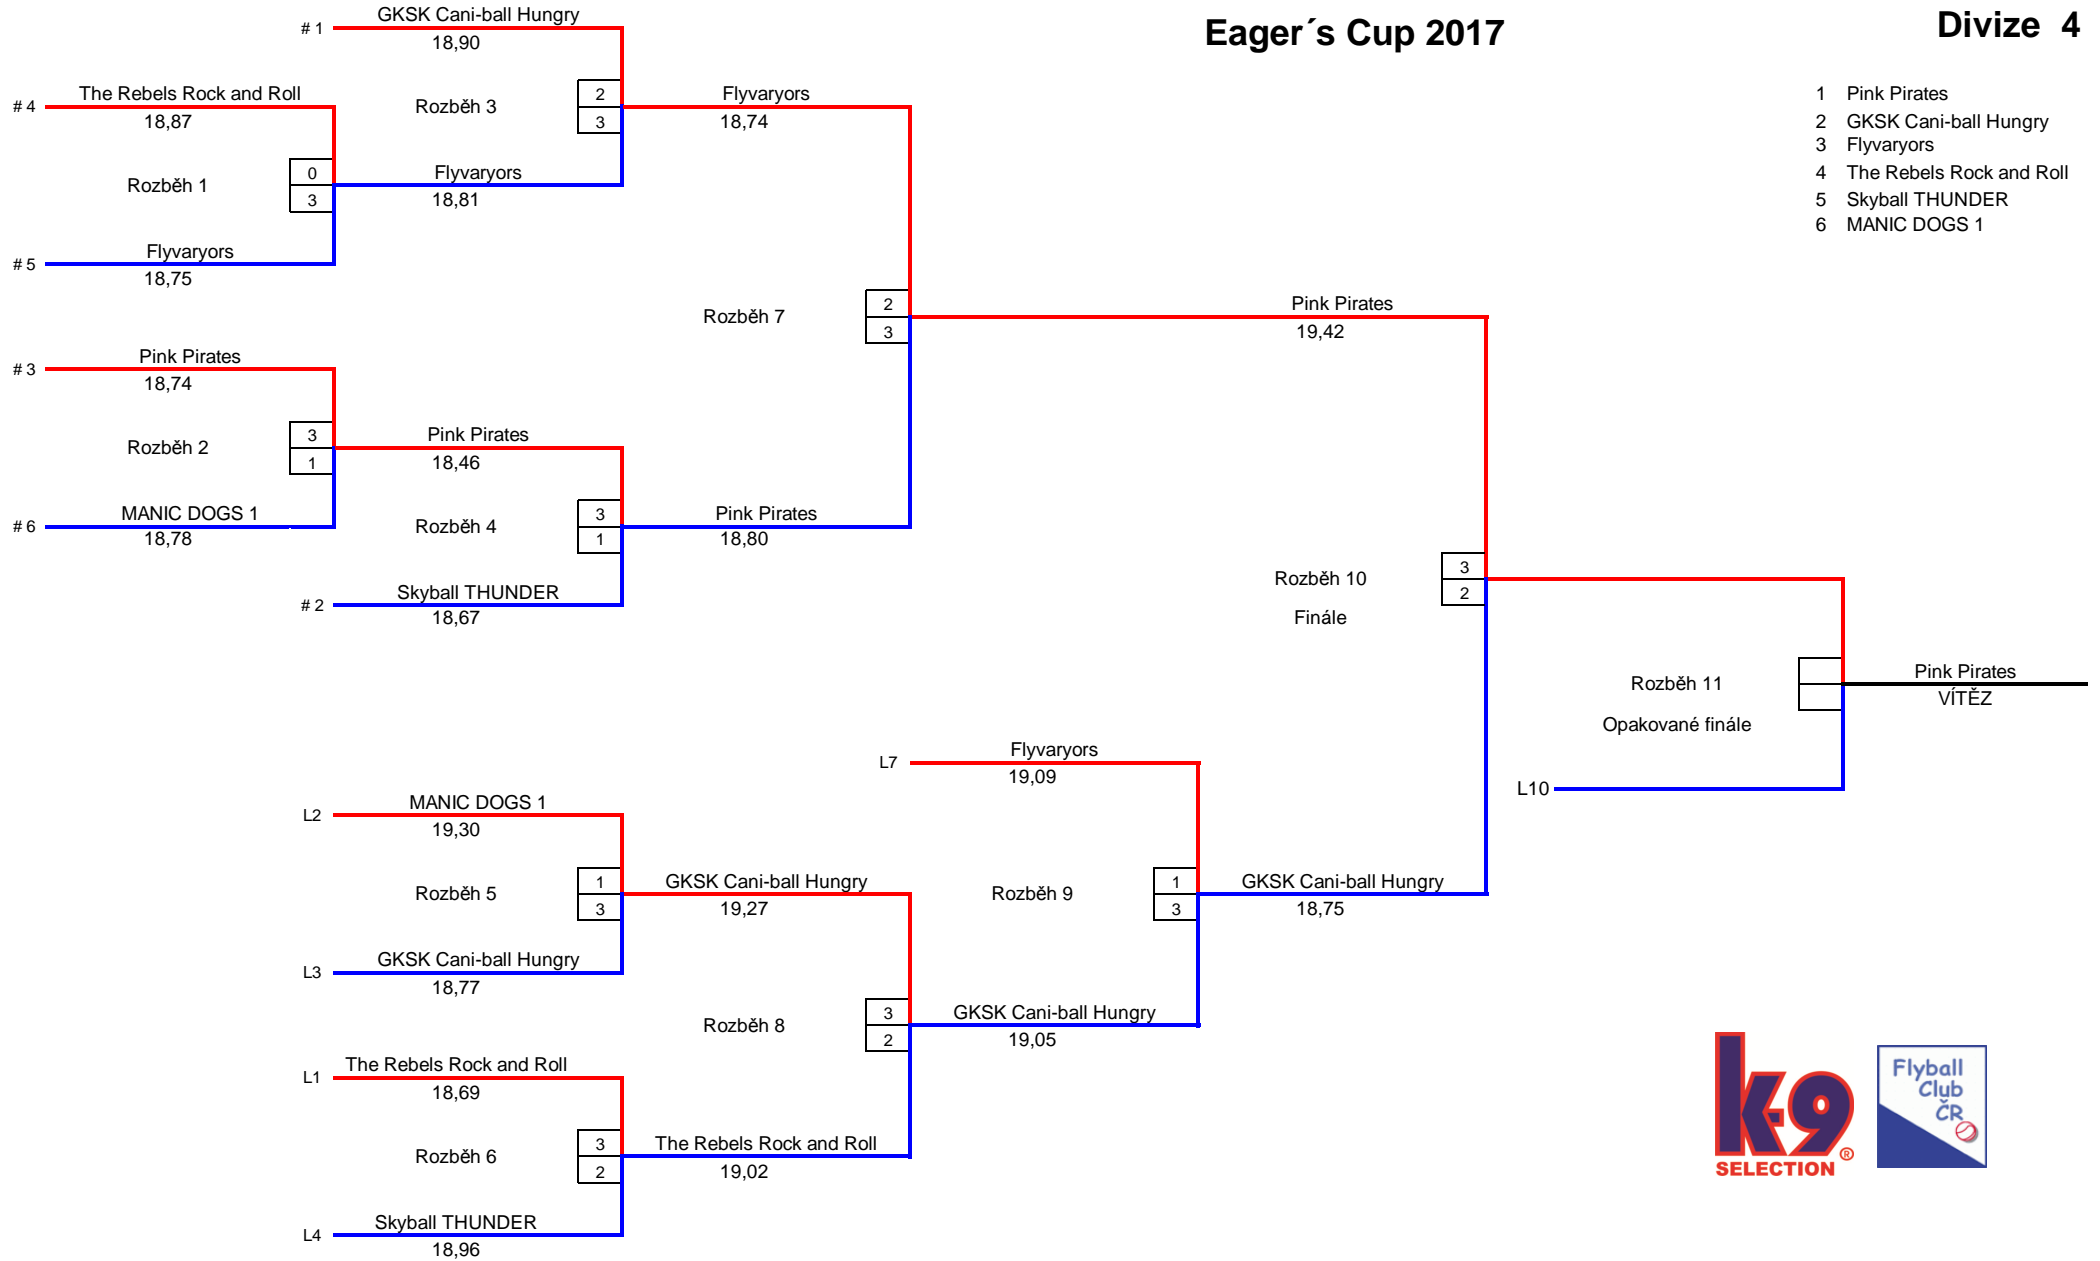 Eager´s Cup 2017
Divize 4
1 Pink Pirates
2 GKSK Cani-ball Hungry
3 Flyvaryors
4 The Rebels Rock and Roll
5 Skyball THUNDER
6 MANIC DOGS 1
# 1
GKSK Cani-ball Hungry
18,90
# 4
The Rebels Rock and Roll
18,87
Rozběh 3
2
3
Flyvaryors
18,74
Rozběh 1
0
3
Flyvaryors
18,81
# 5
Flyvaryors
18,75
Rozběh 7
2
3
Pink Pirates
19,42
# 3
Pink Pirates
18,74
Rozběh 2
3
1
Pink Pirates
18,46
# 6
MANIC DOGS 1
18,78
Rozběh 4
3
1
Pink Pirates
18,80
# 2
Skyball THUNDER
18,67
Rozběh 10
Finále
3
2
Rozběh 11
Opakované finále
Pink Pirates
VÍTĚZ
L7
Flyvaryors
19,09
L10
L2
MANIC DOGS 1
19,30
Rozběh 5
1
3
GKSK Cani-ball Hungry
19,27
Rozběh 9
1
3
GKSK Cani-ball Hungry
18,75
L3
GKSK Cani-ball Hungry
18,77
Rozběh 8
3
2
GKSK Cani-ball Hungry
19,05
L1
The Rebels Rock and Roll
18,69
Rozběh 6
3
2
The Rebels Rock and Roll
19,02
L4
Skyball THUNDER
18,96
k-9
SELECTION ®
Flyball
Club
ČR